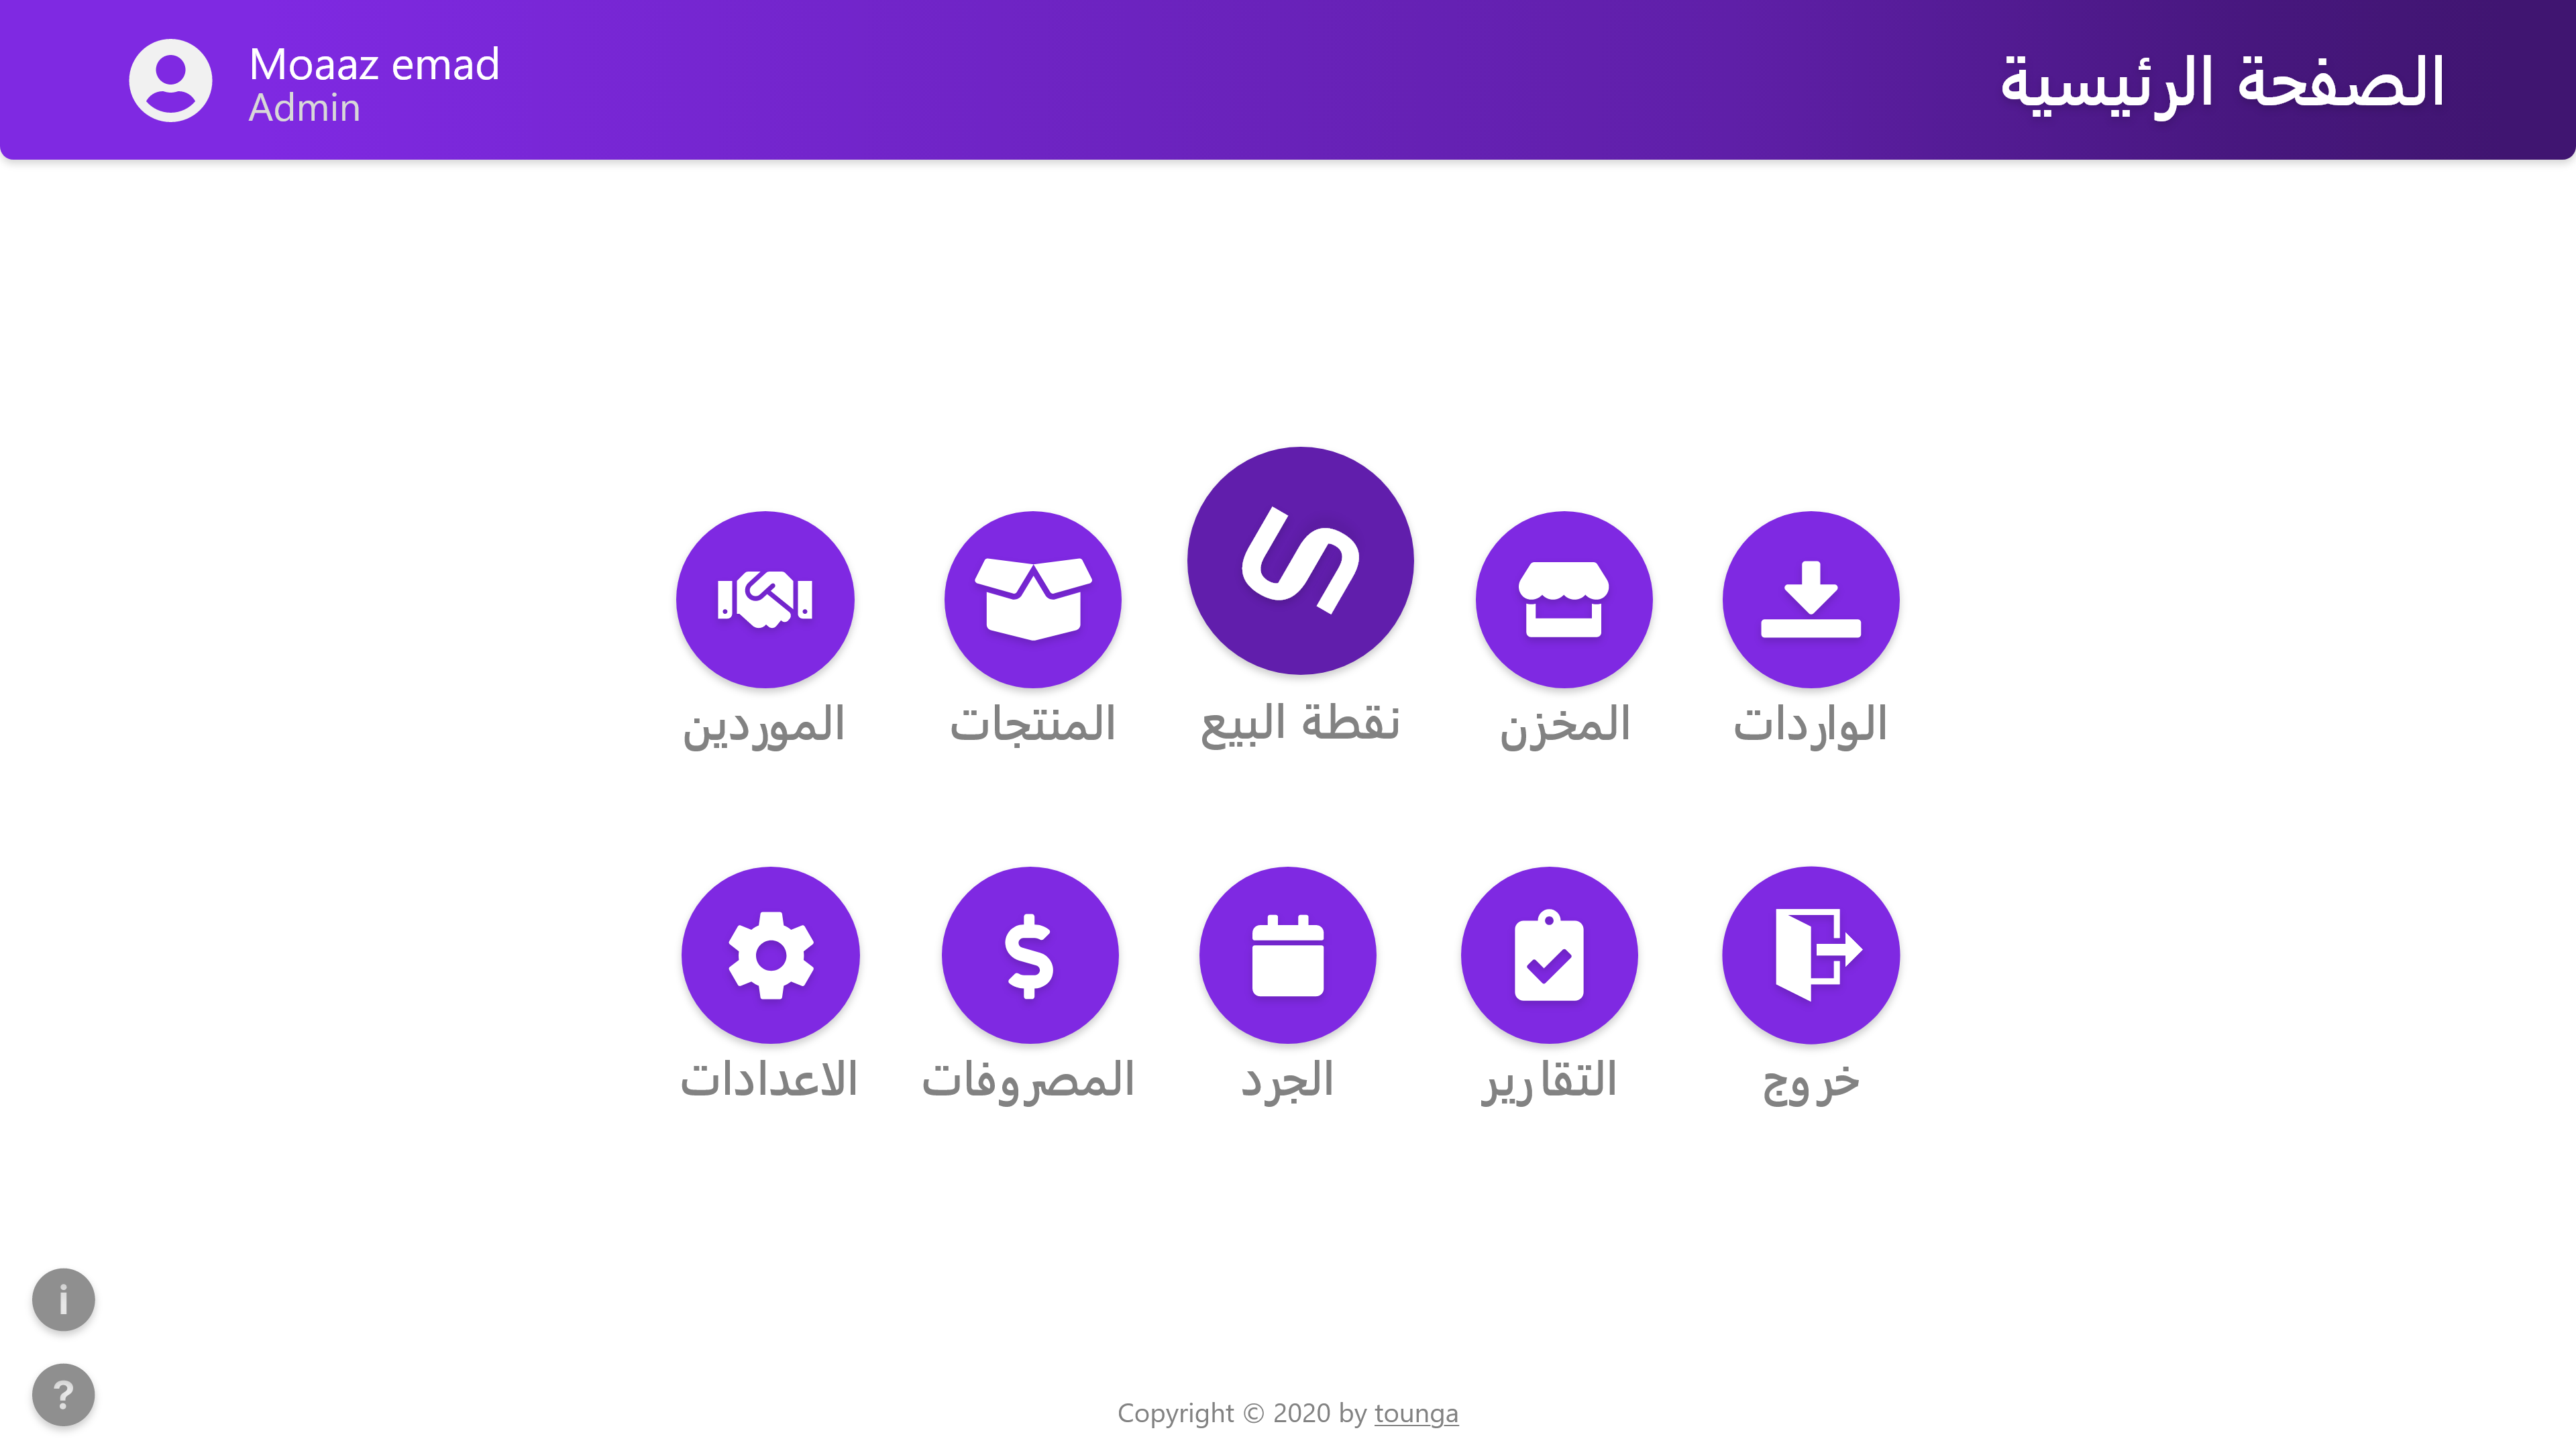 الصفحة الرئيسية
Moaaz emad
Admin
الواردات
المخزن
نقطة البيع
المنتجات
الموردين
خروج
التقارير
الجرد
المصروفات
الاعدادات
i
?
Copyright © 2020 by tounga